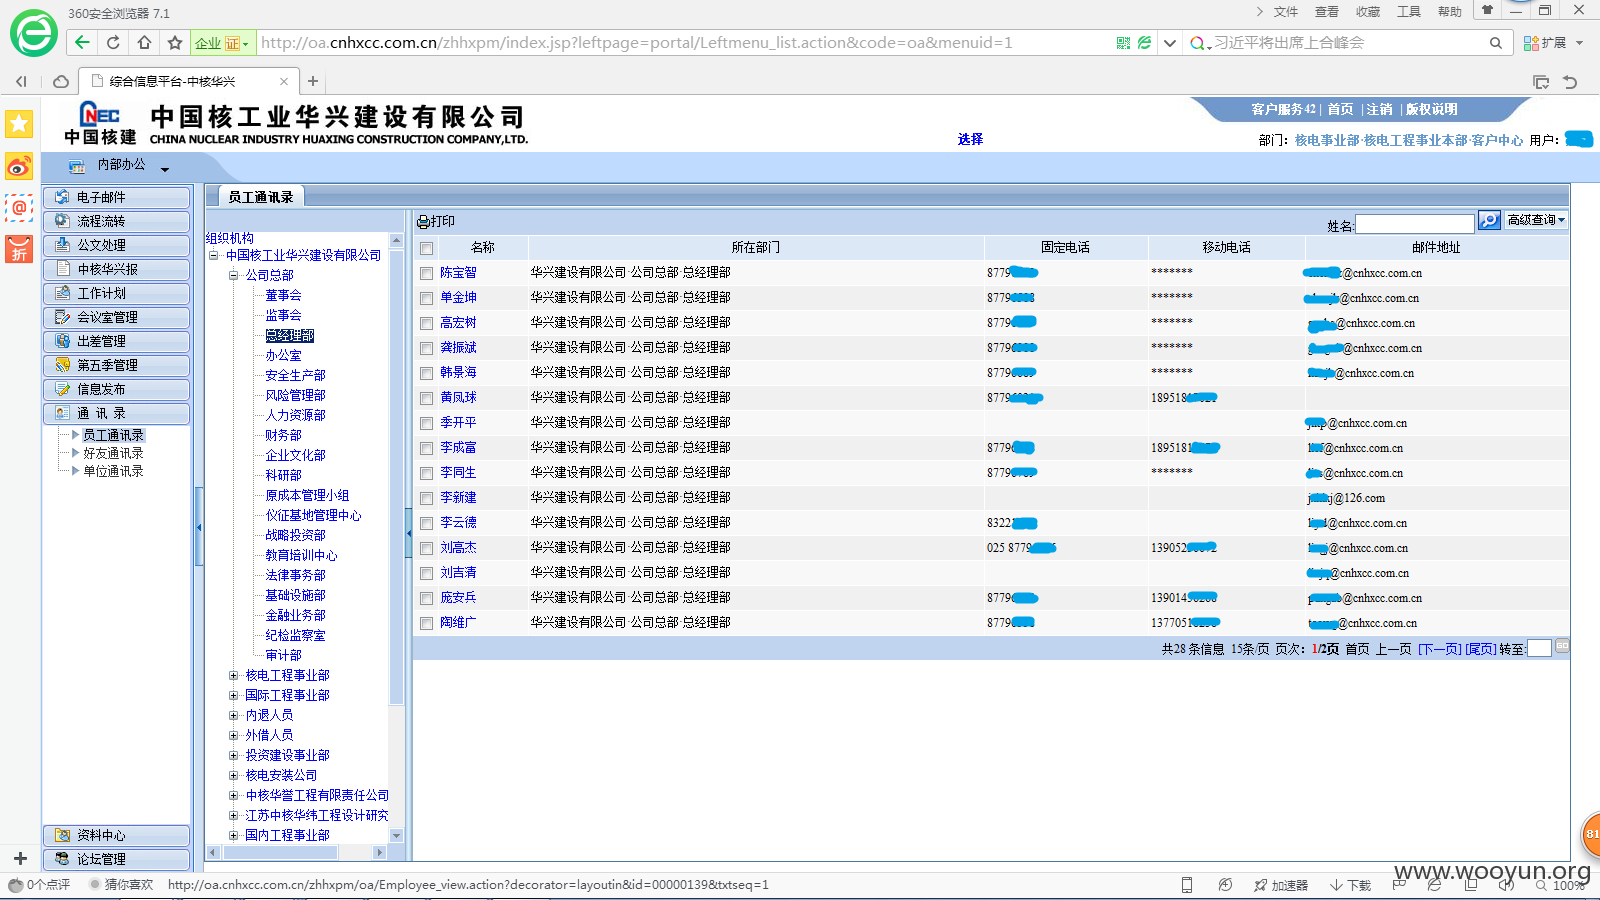 360安全浏览器 7.1
文件 查看 收藏 工具 帮助
企业 证 http://oa.cnhxcc.com.cn/zhhxpm/index.jsp?leftpage=portal/Leftmenu_list.action&code=oa&menuid=1
习近平将出席上合峰会
扩展
综合信息平台-中核华兴
CNEC
中国核建
中国核工业华兴建设有限公司
CHINA NUCLEAR INDUSTRY HUAXING CONSTRUCTION COMPANY,LTD.
客户服务42| 首页 |注销 |版权说明
选择
部门: 核电事业部·核电工程事业本部·客户中心 用户:
内部办公
电子邮件
流程流转
公文处理
中核华兴报
工作计划
会议室管理
出差管理
第五季管理
信息发布
通 讯 录
员工通讯录
好友通讯录
单位通讯录
资料中心
论坛管理
员工通讯录
组织机构
中国核工业华兴建设有限公司
公司总部
董事会
监事会
总经理部
办公室
安全生产部
风险管理部
人力资源部
财务部
企业文化部
科研部
原成本管理小组
仪征基地管理中心
战略投资部
教育培训中心
法律事务部
基础设施部
金融业务部
纪检监察室
审计部
核电工程事业部
国际工程事业部
内退人员
外借人员
投资建设事业部
核电安装公司
中核华誉工程有限责任公司
江苏中核华纬工程设计研究
国内工程事业部
打印
姓名:
高级查询
名称 所在部门 固定电话 移动电话 邮件地址
陈宝智 华兴建设有限公司·公司总部·总经理部 8779 ******* @cnhxcc.com.cn
单金坤 华兴建设有限公司·公司总部·总经理部 8779 ******* @cnhxcc.com.cn
高宏树 华兴建设有限公司·公司总部·总经理部 8779 ******* @cnhxcc.com.cn
龚振斌 华兴建设有限公司·公司总部·总经理部 8779 ******* @cnhxcc.com.cn
韩景海 华兴建设有限公司·公司总部·总经理部 8779 ******* @cnhxcc.com.cn
黄凤球 华兴建设有限公司·公司总部·总经理部 8779 189518
季开平 华兴建设有限公司·公司总部·总经理部 @cnhxcc.com.cn
李成富 华兴建设有限公司·公司总部·总经理部 8779 189518 @cnhxcc.com.cn
李同生 华兴建设有限公司·公司总部·总经理部 8779 ******* @cnhxcc.com.cn
李新建 华兴建设有限公司·公司总部·总经理部 @126.com
李云德 华兴建设有限公司·公司总部·总经理部 8322 @cnhxcc.com.cn
刘高杰 华兴建设有限公司·公司总部·总经理部 025 8779 139052 @cnhxcc.com.cn
刘吉清 华兴建设有限公司·公司总部·总经理部 @cnhxcc.com.cn
庞安兵 华兴建设有限公司·公司总部·总经理部 8779 139014 @cnhxcc.com.cn
陶维广 华兴建设有限公司·公司总部·总经理部 8779 137705 @cnhxcc.com.cn
共28 条信息 15条/页 页次: 1/2页 首页 上一页 [下一页] [尾页] 转至:
81
www.wooyun.org
0个点评 猜你喜欢 http://oa.cnhxcc.com.cn/zhhxpm/oa/Employee_view.action?decorator=layoutin&id=00000139&txtseq=1
加速器 下载 100%